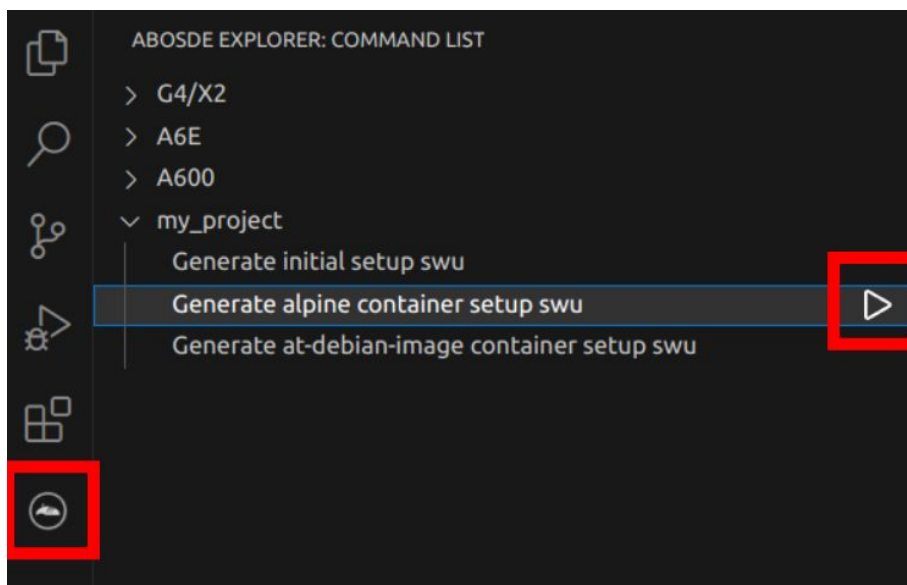 ABOSDE EXPLORER: COMMAND LIST
G4/X2
A6E
A600
my_project
Generate initial setup swu
Generate alpine container setup swu
Generate at-debian-image container setup swu